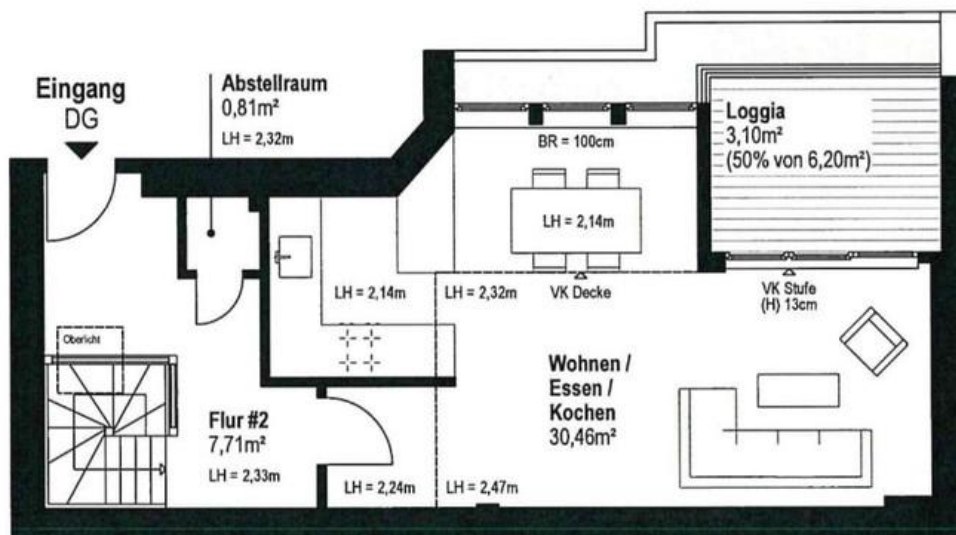 Eingang
DG
Abstellraum
0,81m²
LH = 2,32m
Loggia
3,10m²
(50% von 6,20m²)
BR = 100cm
LH = 2,14m
LH = 2,14m
LH = 2,32m
VK Decke
VK Stufe
(H) 13cm
Oberlicht
Wohnen /
Essen /
Kochen
30,46m²
Flur #2
7,71m²
LH = 2,33m
LH = 2,24m
LH = 2,47m